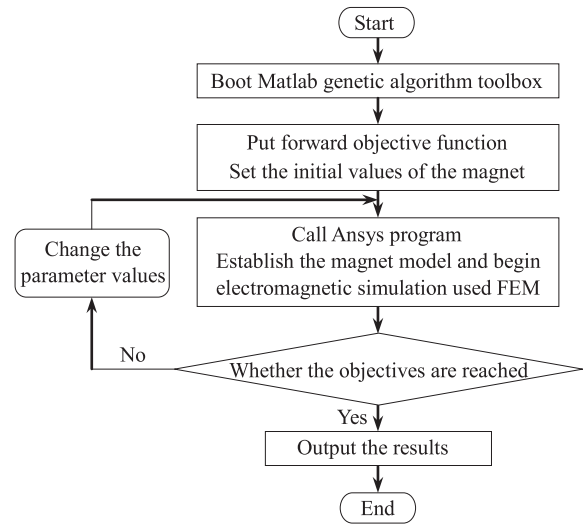 Start
Boot Matlab genetic algorithm toolbox
Put forward objective function
Set the initial values of the magnet
Call Ansys program
Establish the magnet model and begin
electromagnetic simulation used FEM
Change the
parameter values
No
Whether the objectives are reached
Yes
Output the results
End